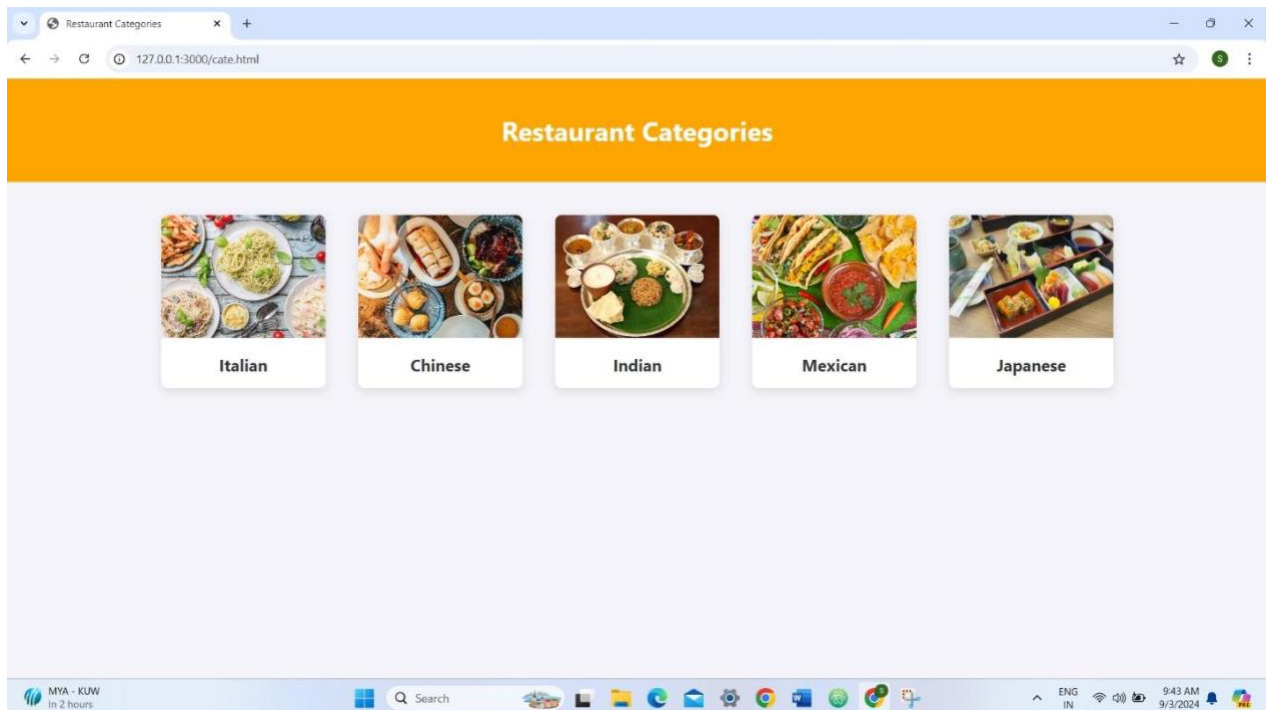 Restaurant Categories
127.0.0.1:3000/cate.html
S
Restaurant Categories
Italian
Chinese
Indian
Mexican
Japanese
MYA - KUW
In 2 hours
Search
ENG
IN
9:43 AM
9/3/2024